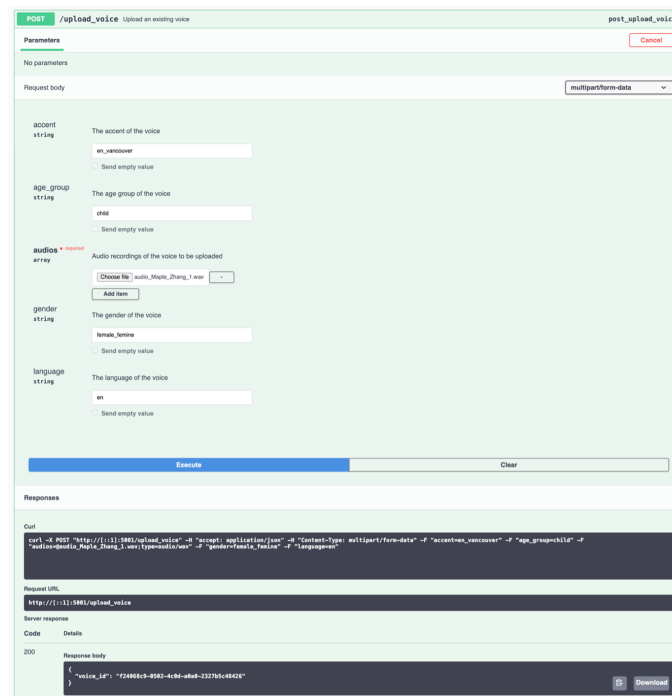 POST /upload_voice Upload an existing voice post_upload_voic
Parameters Cancel
No parameters
Request body multipart/form-data
accent
string
The accent of the voice
en_vancouver
Send empty value
age_group
string
The age group of the voice
child
Send empty value
audios * required
array
Audio recordings of the voice to be uploaded
Choose file audio_Maple_Zhang_1.wav -
Add item
gender
string
The gender of the voice
female_femine
Send empty value
language
string
The language of the voice
en
Send empty value
Execute Clear
Responses
Curl
curl -X POST "http://[::1]:5001/upload_voice" -H "accept: application/json" -H "Content-Type: multipart/form-data" -F "accent=en_vancouver" -F "age_group=child" -F
"audios=@audio_Maple_Zhang_1.wav;type=audio/wav" -F "gender=female_femine" -F "language=en"
Request URL
http://[::1]:5001/upload_voice
Server response
Code Details
200
Response body
{
"voice_id": "f24068c9-0502-4c0d-a0a0-2327b5c48426"
}
Download